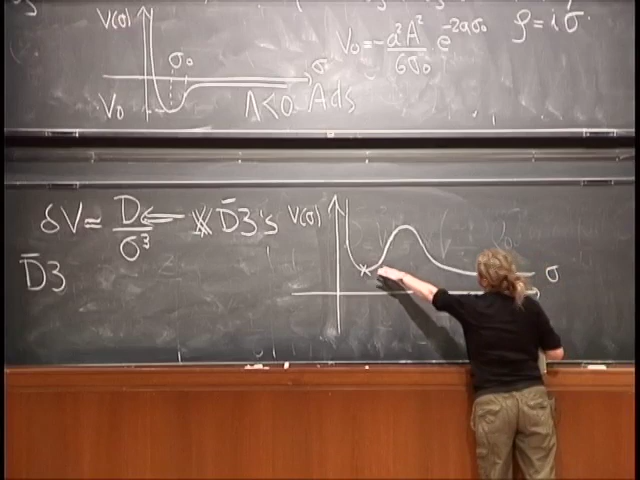 V(σ)
σ₀
σ
V₀
Λ<0 AdS
V₀ = -a²A²/6σ₀ e^-2aσ₀
ρ = iσ
δV = D/σ³ ⇐ # D̄3's
V(σ)
σ
D̄3